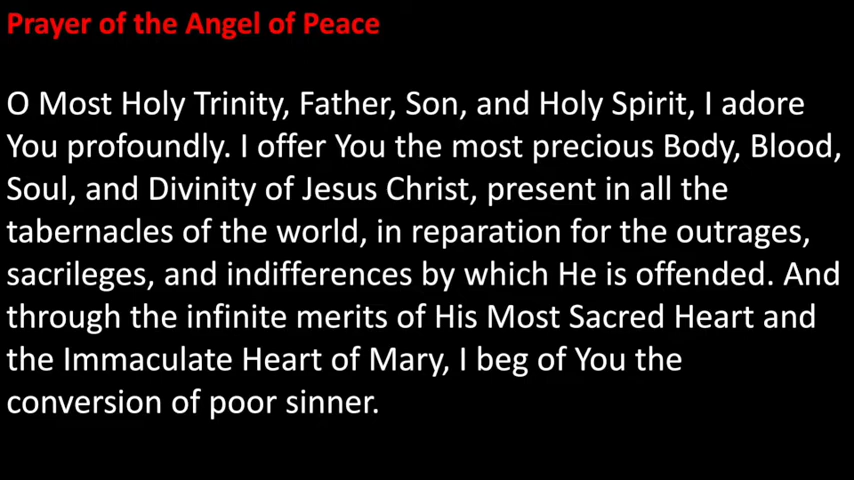 Prayer of the Angel of Peace
O Most Holy Trinity, Father, Son, and Holy Spirit, I adore
You profoundly. I offer You the most precious Body, Blood,
Soul, and Divinity of Jesus Christ, present in all the
tabernacles of the world, in reparation for the outrages,
sacrileges, and indifferences by which He is offended. And
through the infinite merits of His Most Sacred Heart and
the Immaculate Heart of Mary, I beg of You the
conversion of poor sinner.